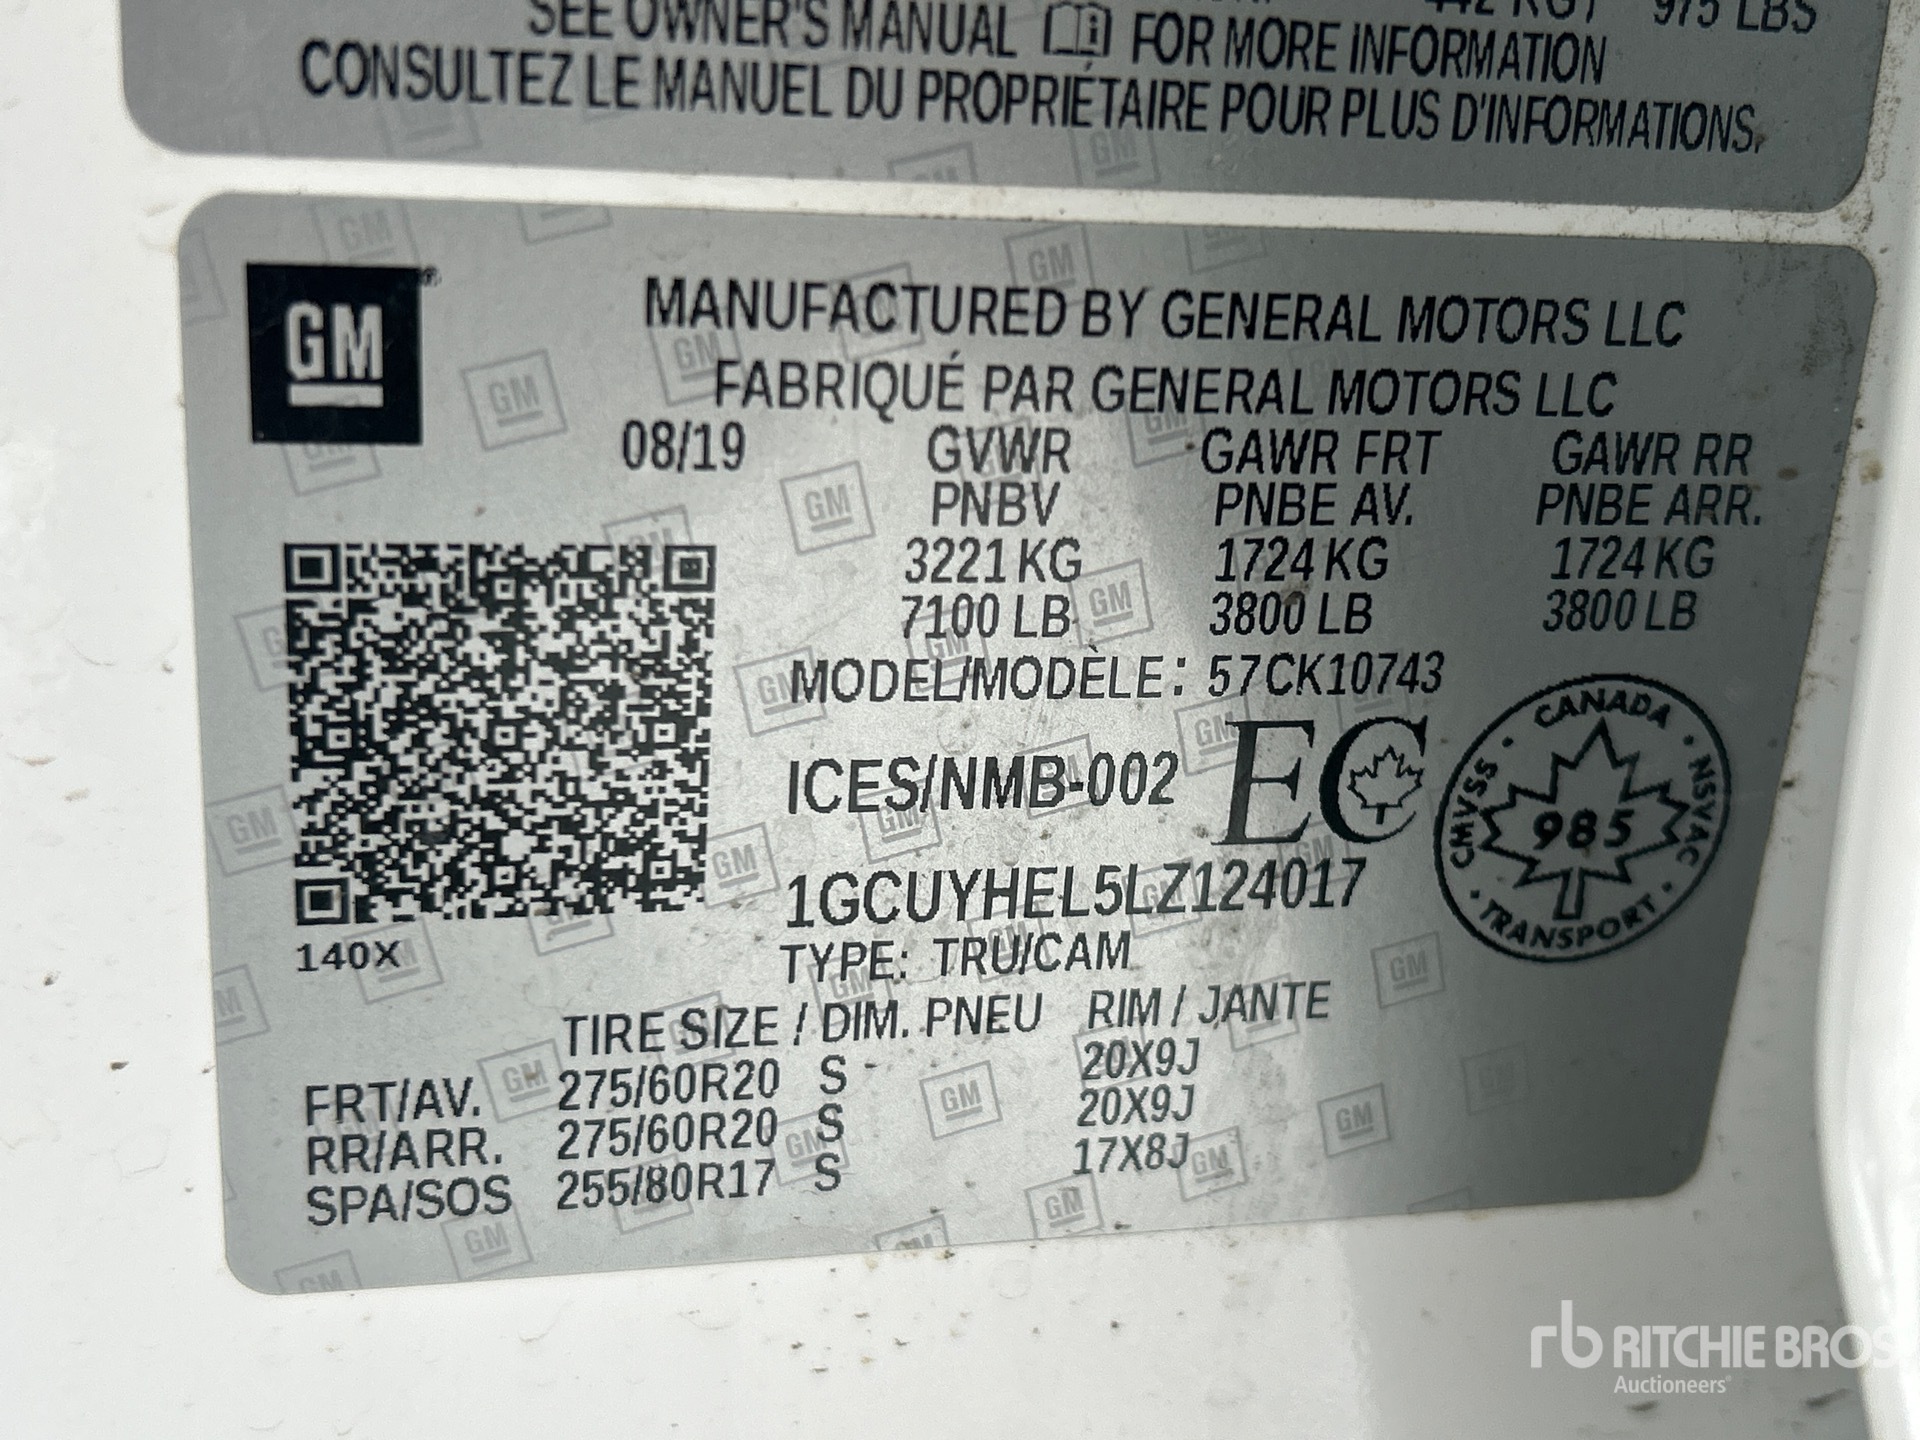 975 LBS
SEE OWNER'S MANUAL FOR MORE INFORMATION
CONSULTEZ LE MANUEL DU PROPRIÉTAIRE POUR PLUS D'INFORMATIONS.
GM
MANUFACTURED BY GENERAL MOTORS LLC
FABRIQUÉ PAR GENERAL MOTORS LLC
08/19 GVWR GAWR FRT GAWR RR
PNBV PNBE AV. PNBE ARR.
3221 KG 1724 KG 1724 KG
7100 LB 3800 LB 3800 LB
MODEL/MODÈLE: 57CK10743
ICES/NMB-002 EC
CANADA
CMVSS • NSVAC
985
TRANSPORT
1GCUYHEL5LZ124017
140X
TYPE: TRU/CAM
TIRE SIZE / DIM. PNEU RIM / JANTE
FRT/AV. 275/60R20 S 20X9J
RR/ARR. 275/60R20 S 20X9J
SPA/SOS 255/80R17 S 17X8J
rb RITCHIE BROS
Auctioneers